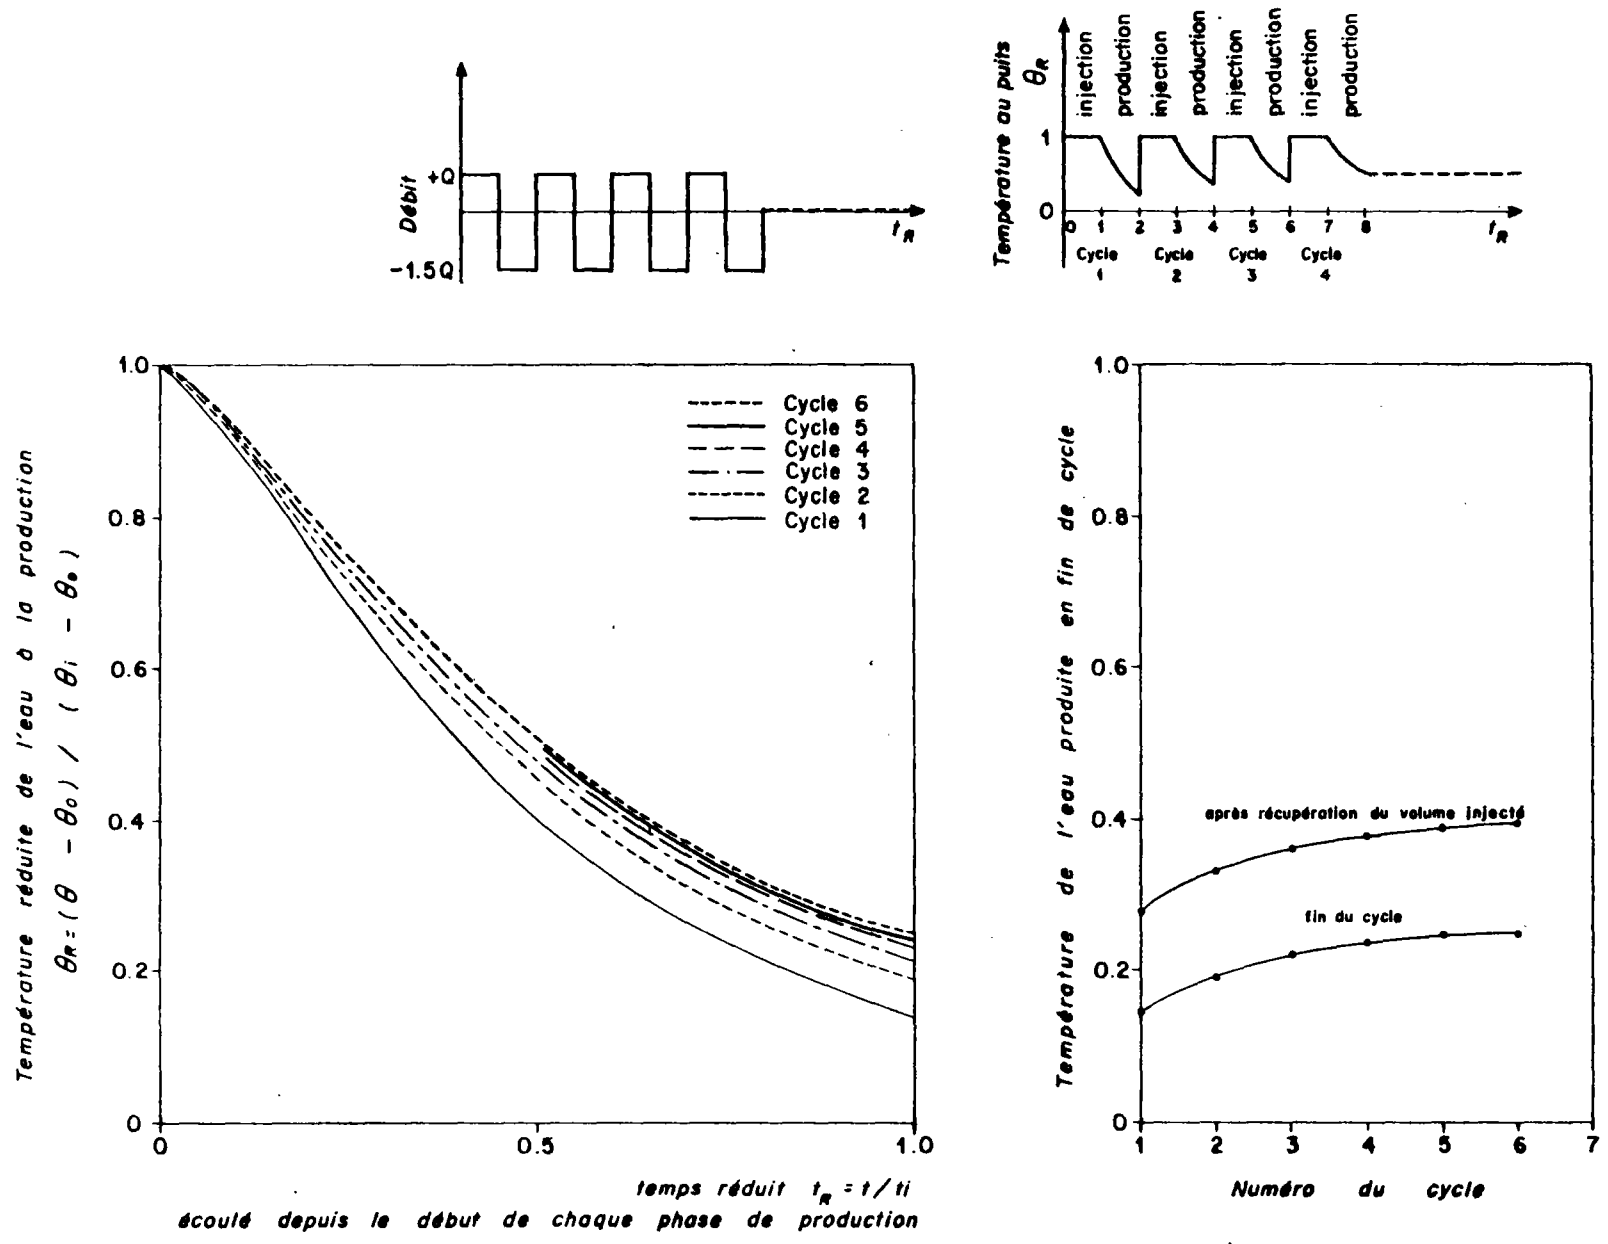 Débit
+Q
-1.5Q
t_R
Température au puits
θ_R
injection
production
injection
production
injection
production
injection
production
1
0
0 1 2 3 4 5 6 7 8
t_R
Cycle Cycle Cycle Cycle
1 2 3 4
Température réduite de l'eau à la production
θ_R = ( θ - θo ) / ( θi - θo )
1.0
0.8
0.6
0.4
0.2
0
Cycle 6
Cycle 5
Cycle 4
Cycle 3
Cycle 2
Cycle 1
0 0.5 1.0
temps réduit t_R = t/ti
écoulé depuis le début de chaque phase de production
Température de l'eau produite en fin de cycle
1.0
0.8
0.6
0.4
0.2
0
après récupération du volume injecté
fin du cycle
1 2 3 4 5 6 7
Numéro du cycle